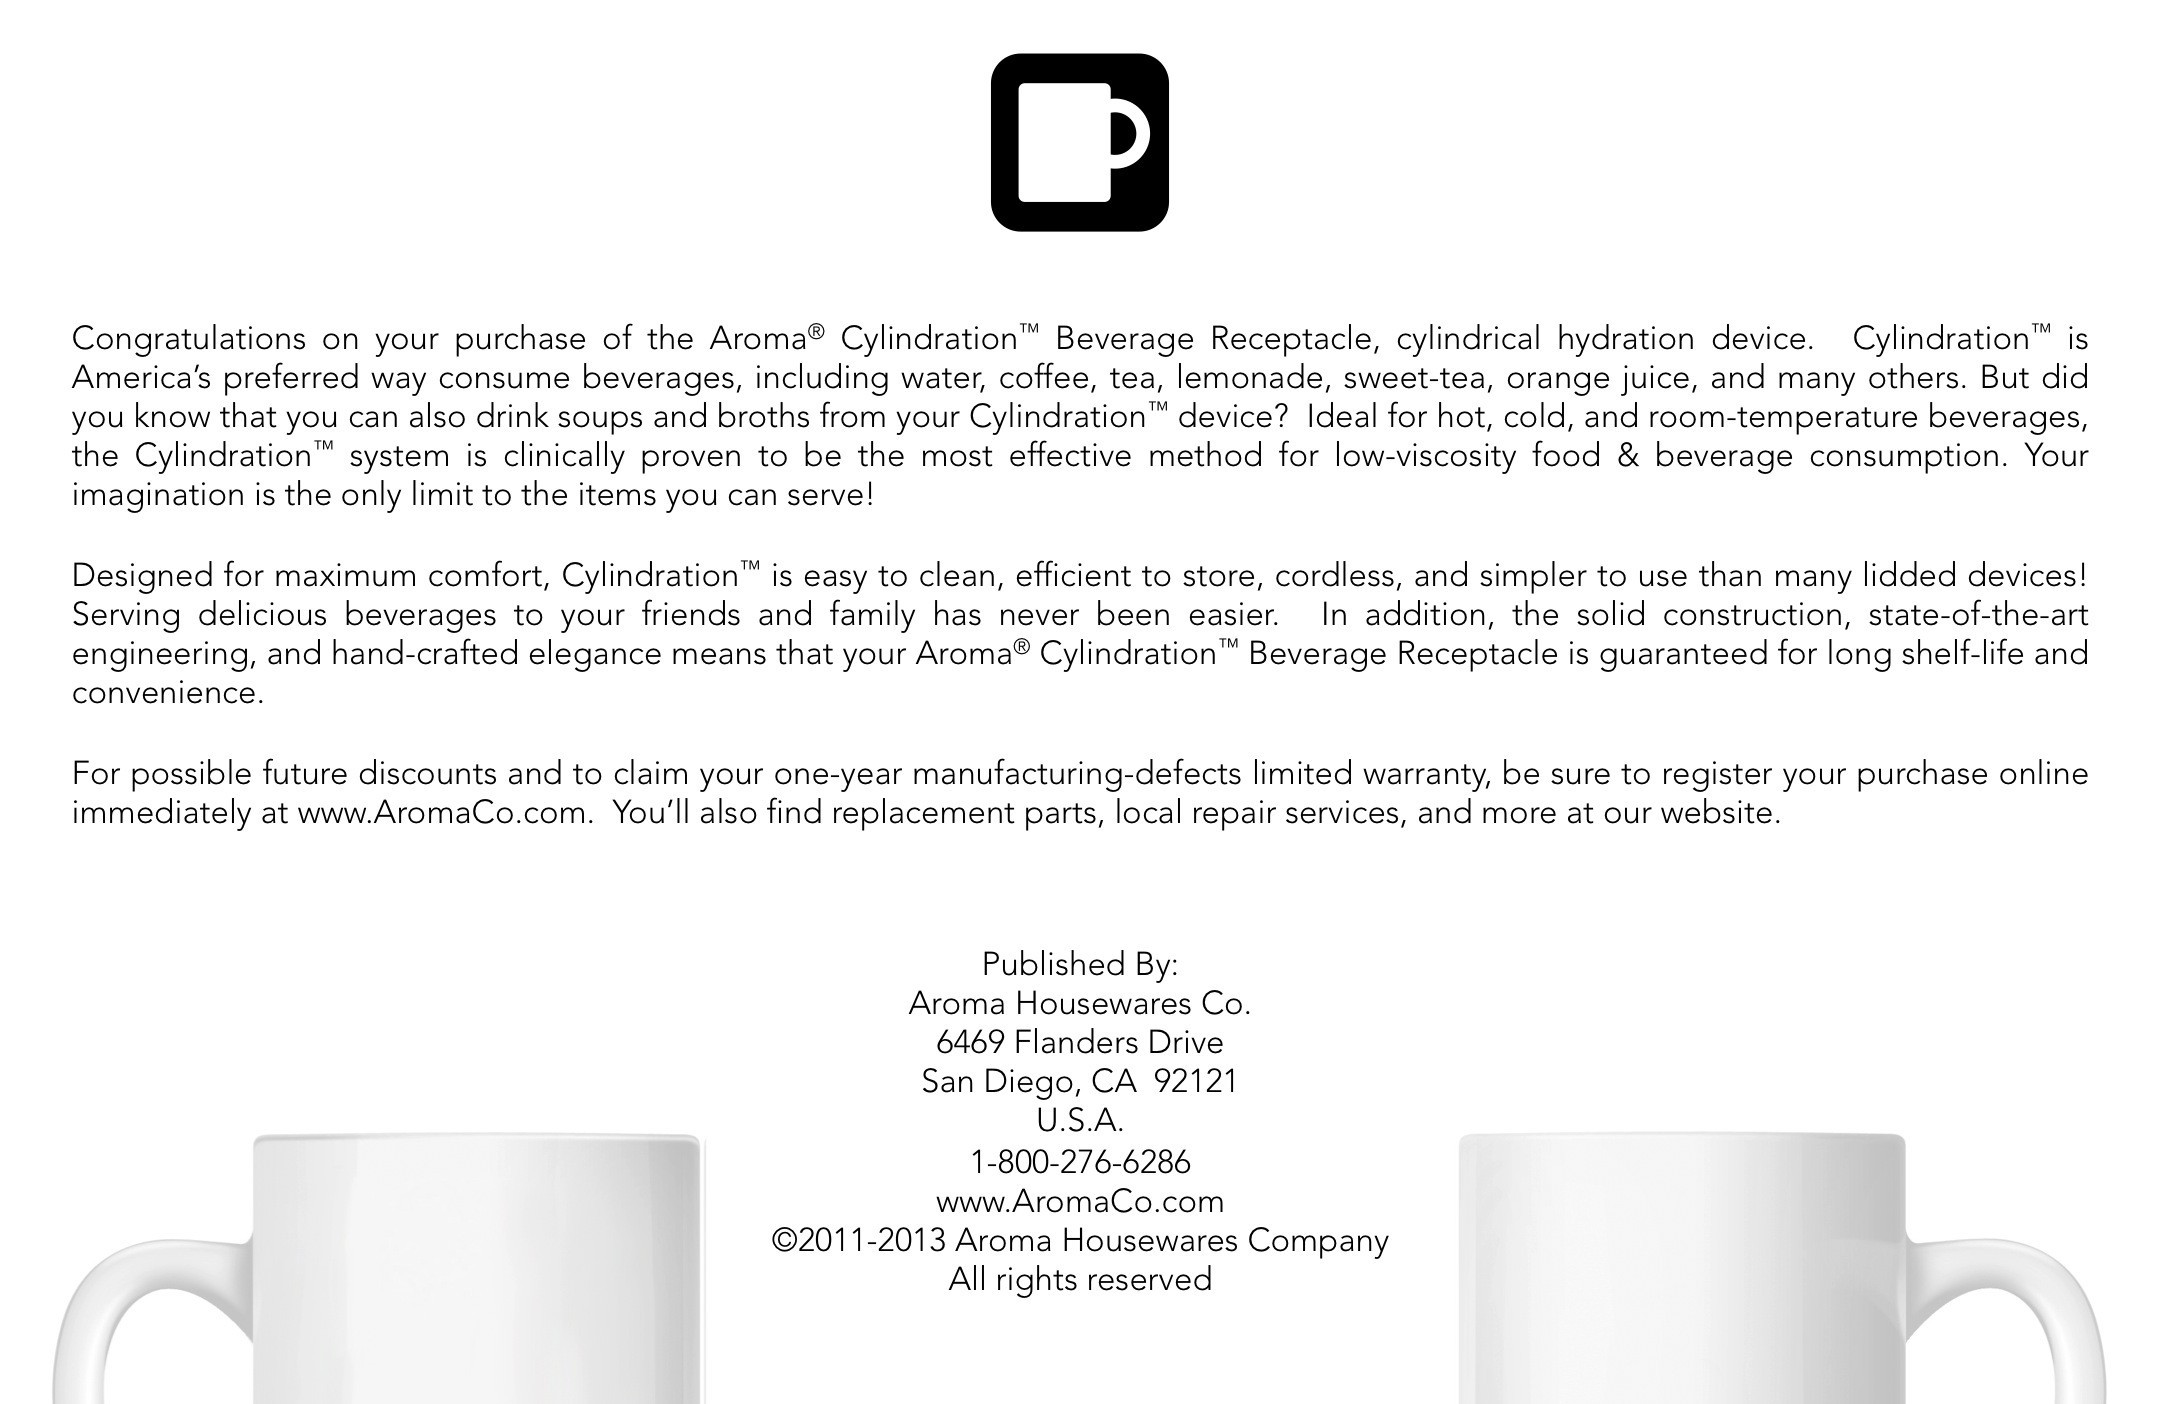 Congratulations on your purchase of the Aroma® Cylindration™ Beverage Receptacle, cylindrical hydration device.  Cylindration™ is
America’s preferred way consume beverages, including water, coffee, tea, lemonade, sweet-tea, orange juice, and many others. But did
you know that you can also drink soups and broths from your Cylindration™ device?  Ideal for hot, cold, and room-temperature beverages,
the Cylindration™ system is clinically proven to be the most effective method for low-viscosity food & beverage consumption. Your
imagination is the only limit to the items you can serve!
Designed for maximum comfort, Cylindration™ is easy to clean, efficient to store, cordless, and simpler to use than many lidded devices!
Serving delicious beverages to your friends and family has never been easier.  In addition, the solid construction, state-of-the-art
engineering, and hand-crafted elegance means that your Aroma® Cylindration™ Beverage Receptacle is guaranteed for long shelf-life and
convenience.
For possible future discounts and to claim your one-year manufacturing-defects limited warranty, be sure to register your purchase online
immediately at www.AromaCo.com.  You’ll also find replacement parts, local repair services, and more at our website.
Published By:
Aroma Housewares Co.
6469 Flanders Drive
San Diego, CA  92121
U.S.A.
1-800-276-6286
www.AromaCo.com
©2011-2013 Aroma Housewares Company
All rights reserved